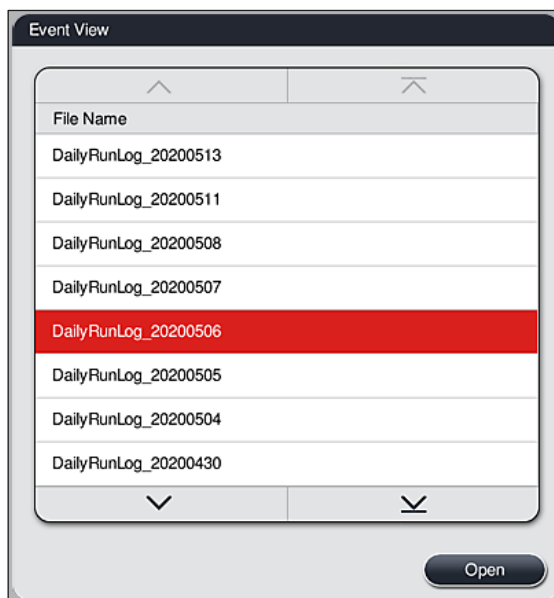 Event View
File Name
DailyRunLog_20200513
DailyRunLog_20200511
DailyRunLog_20200508
DailyRunLog_20200507
DailyRunLog_20200506
DailyRunLog_20200505
DailyRunLog_20200504
DailyRunLog_20200430
Open